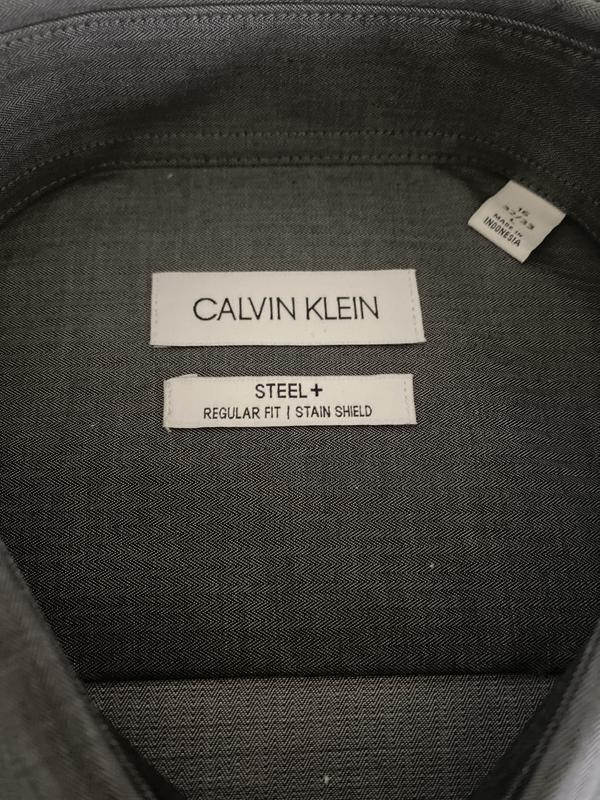 CALVIN KLEIN
STEEL+
REGULAR FIT | STAIN SHIELD
16
32/33
L
MADE IN
INDONESIA